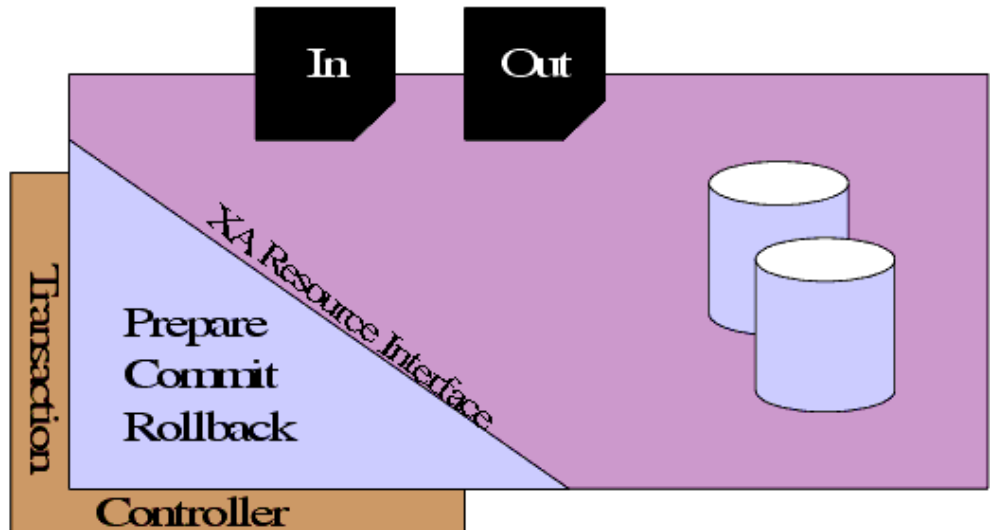 In
Out
XA Resource Interface
Prepare
Commit
Rollback
Transaction
Controller